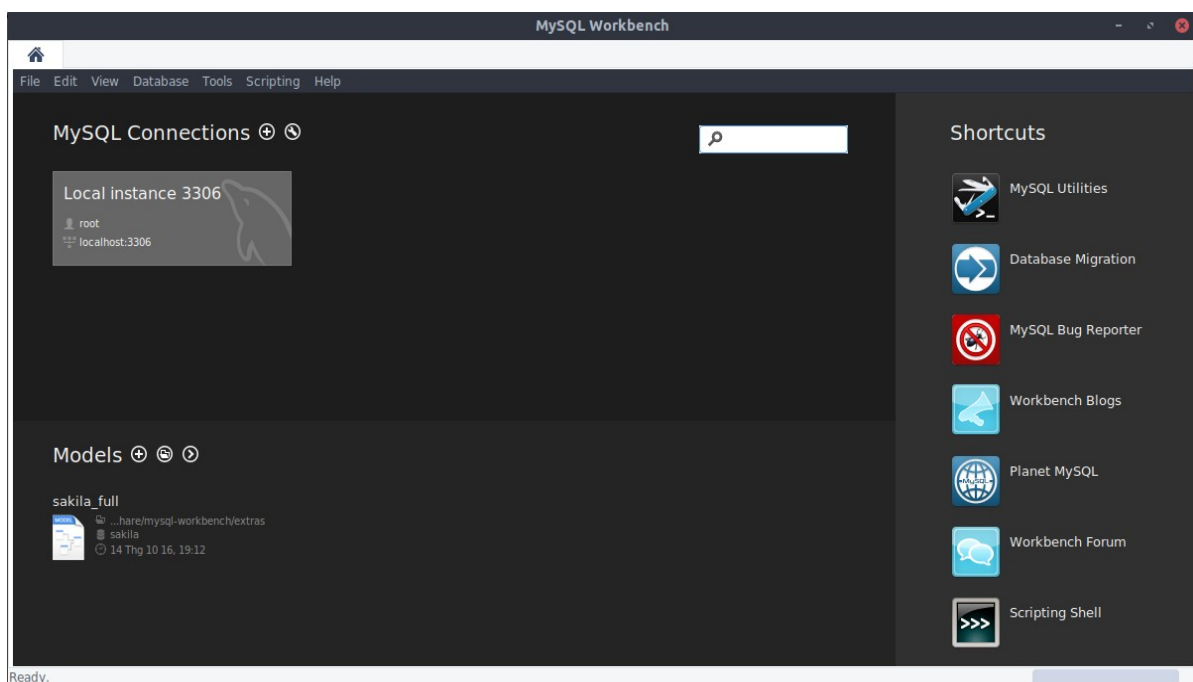 MySQL Workbench
File Edit View Database Tools Scripting Help
MySQL Connections
Local instance 3306
root
localhost:3306
Models
sakila_full
MODEL
...hare/mysql-workbench/extras
sakila
14 Thg 10 16, 19:12
Shortcuts
MySQL Utilities
Database Migration
MySQL Bug Reporter
Workbench Blogs
MySQL
Planet MySQL
Workbench Forum
>>>
Scripting Shell
Ready.